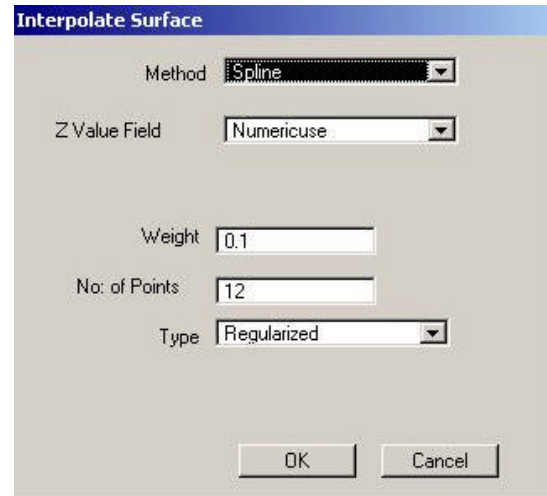 Interpolate Surface
Method Spline
Z Value Field Numericuse
Weight 0.1
No: of Points 12
Type Regularized
OK Cancel